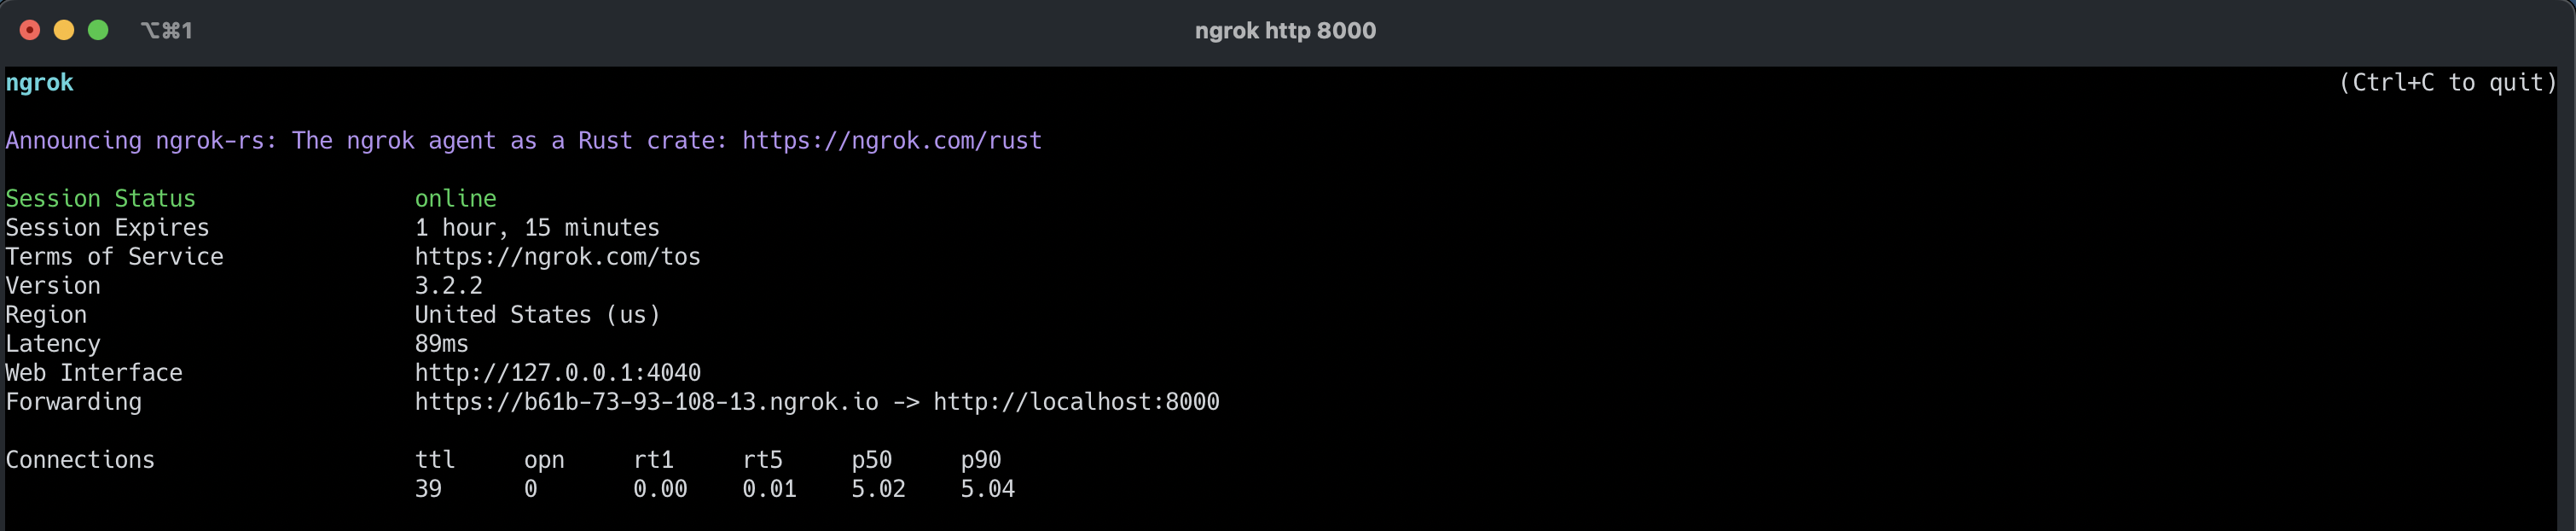 ⌥⌘1 ngrok http 8000
ngrok (Ctrl+C to quit)
Announcing ngrok-rs: The ngrok agent as a Rust crate: https://ngrok.com/rust
Session Status online
Session Expires 1 hour, 15 minutes
Terms of Service https://ngrok.com/tos
Version 3.2.2
Region United States (us)
Latency 89ms
Web Interface http://127.0.0.1:4040
Forwarding https://b61b-73-93-108-13.ngrok.io -> http://localhost:8000
Connections ttl opn rt1 rt5 p50 p90
39 0 0.00 0.01 5.02 5.04